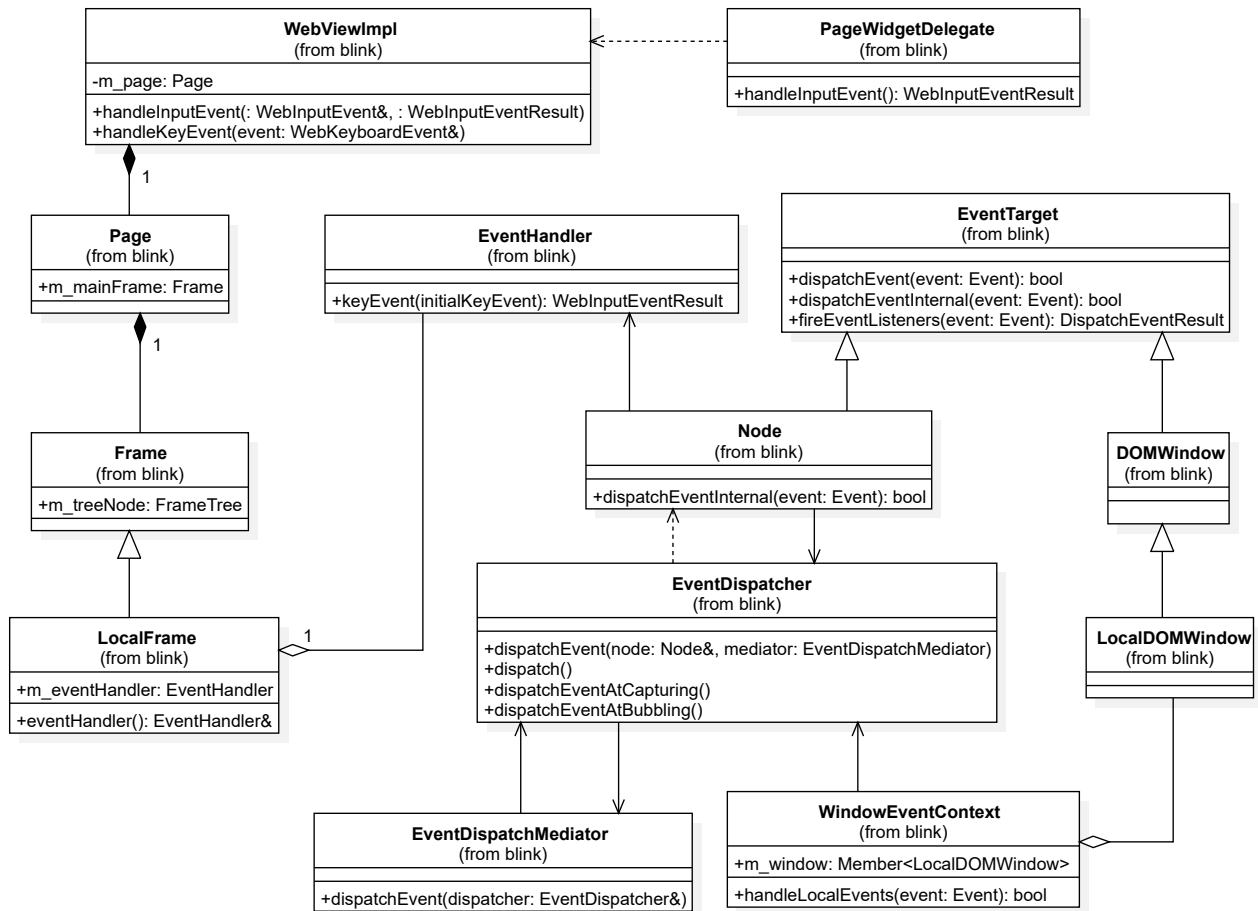 WebViewImpl
(from blink)
-m_page: Page
+handleInputEvent(: WebInputEvent&, : WebInputEventResult)
+handleKeyEvent(event: WebKeyboardEvent&)
PageWidgetDelegate
(from blink)
+handleInputEvent(): WebInputEventResult
1
Page
(from blink)
+m_mainFrame: Frame
1
EventHandler
(from blink)
+keyEvent(initialKeyEvent): WebInputEventResult
EventTarget
(from blink)
+dispatchEvent(event: Event): bool
+dispatchEventInternal(event: Event): bool
+fireEventListeners(event: Event): DispatchEventResult
Frame
(from blink)
+m_treeNode: FrameTree
Node
(from blink)
+dispatchEventInternal(event: Event): bool
DOMWindow
(from blink)
LocalFrame
(from blink)
+m_eventHandler: EventHandler
+eventHandler(): EventHandler&
1
EventDispatcher
(from blink)
+dispatchEvent(node: Node&, mediator: EventDispatchMediator)
+dispatch()
+dispatchEventAtCapturing()
+dispatchEventAtBubbling()
LocalDOMWindow
(from blink)
EventDispatchMediator
(from blink)
+dispatchEvent(dispatcher: EventDispatcher&)
WindowEventContext
(from blink)
+m_window: Member<LocalDOMWindow>
+handleLocalEvents(event: Event): bool